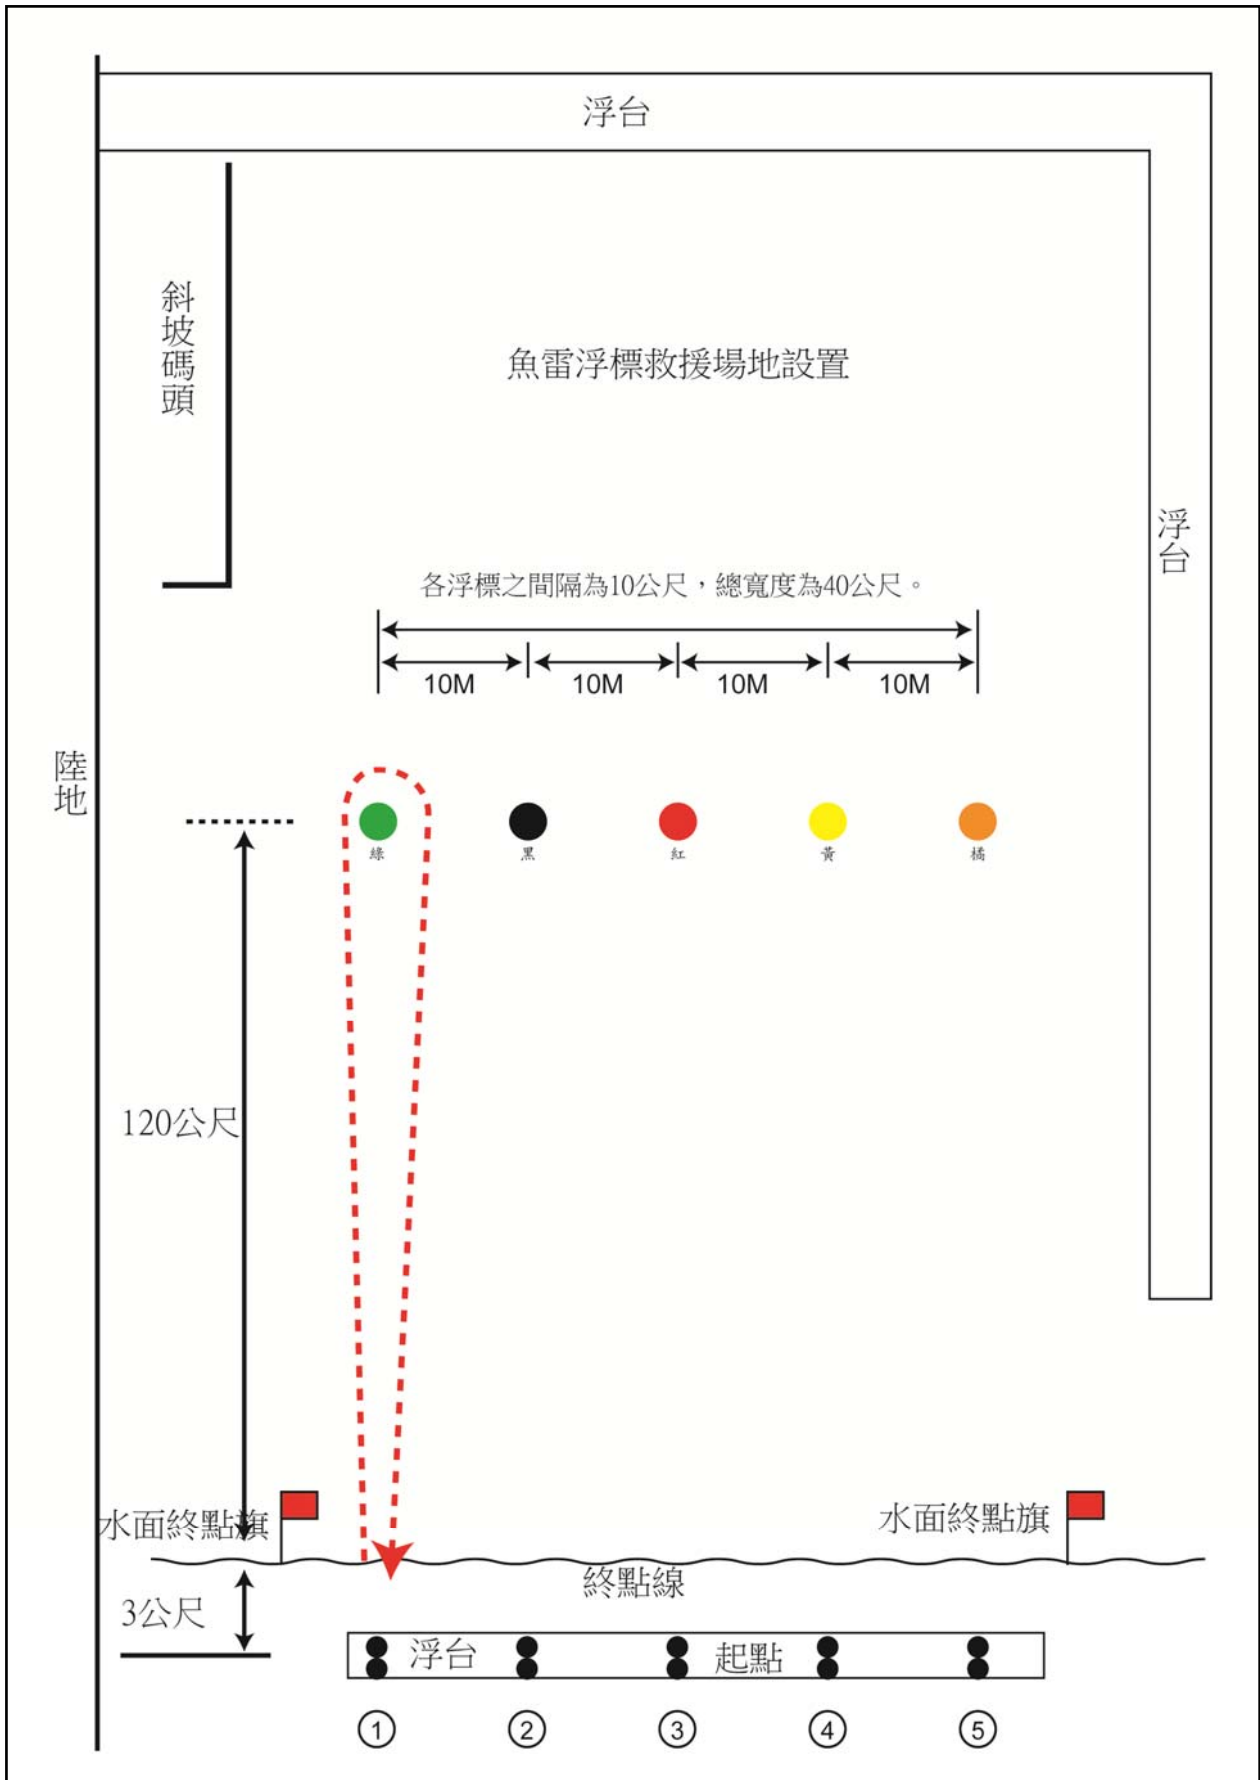 浮台
斜坡碼頭
魚雷浮標救援場地設置
浮台
各浮標之間隔為10公尺，總寬度為40公尺。
10M 10M 10M 10M
陸地
綠 黑 紅 黃 橘
120公尺
水面終點旗 水面終點旗
終點線
3公尺
浮台 起點
① ② ③ ④ ⑤